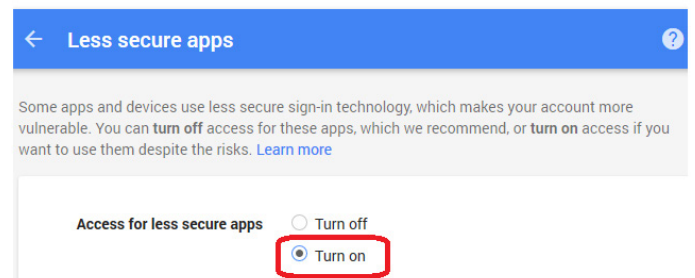 Less secure apps
Some apps and devices use less secure sign-in technology, which makes your account more
vulnerable. You can turn off access for these apps, which we recommend, or turn on access if you
want to use them despite the risks. Learn more
Access for less secure apps
Turn off
Turn on